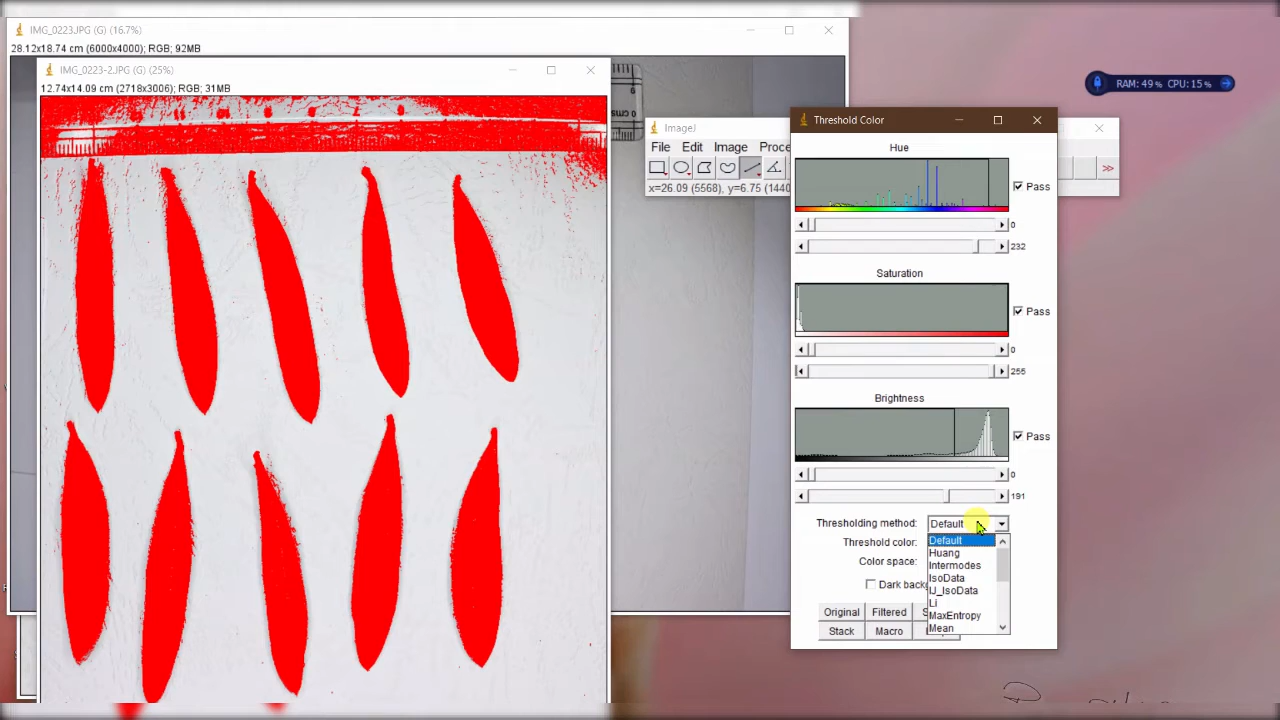 IMG_0223.JPG (G) (16.7%)
28.12x18.74 cm (6000x4000); RGB; 92MB
IMG_0223-2.JPG (G) (25%)
12.74x14.09 cm (2718x3006); RGB; 31MB
RAM: 49% CPU: 15%
ImageJ
File Edit Image Proce
x=26.09 (5568), y=6.75 (1440
Threshold Color
Hue
Pass
0
232
Saturation
Pass
0
255
Brightness
Pass
0
191
Thresholding method: Default
Threshold color:
Color space:
Dark back
Default
Huang
Intermodes
IsoData
IJ_IsoData
Li
MaxEntropy
Mean
Original Filtered
Stack Macro